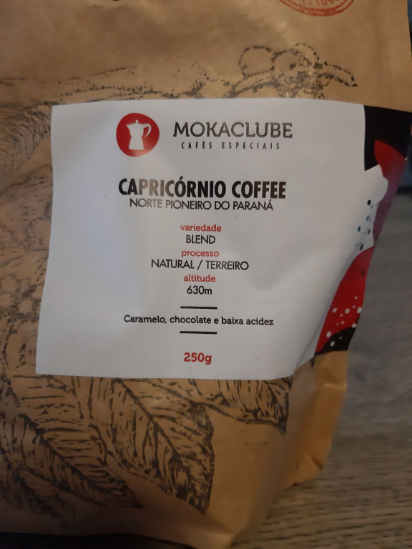 MOKACLUBE
CAFÉS ESPECIAIS
CAPRICÓRNIO COFFEE
NORTE PIONEIRO DO PARANÁ
variedade
BLEND
processo
NATURAL / TERREIRO
altitude
630m
Caramelo, chocolate e baixa acidez
250g